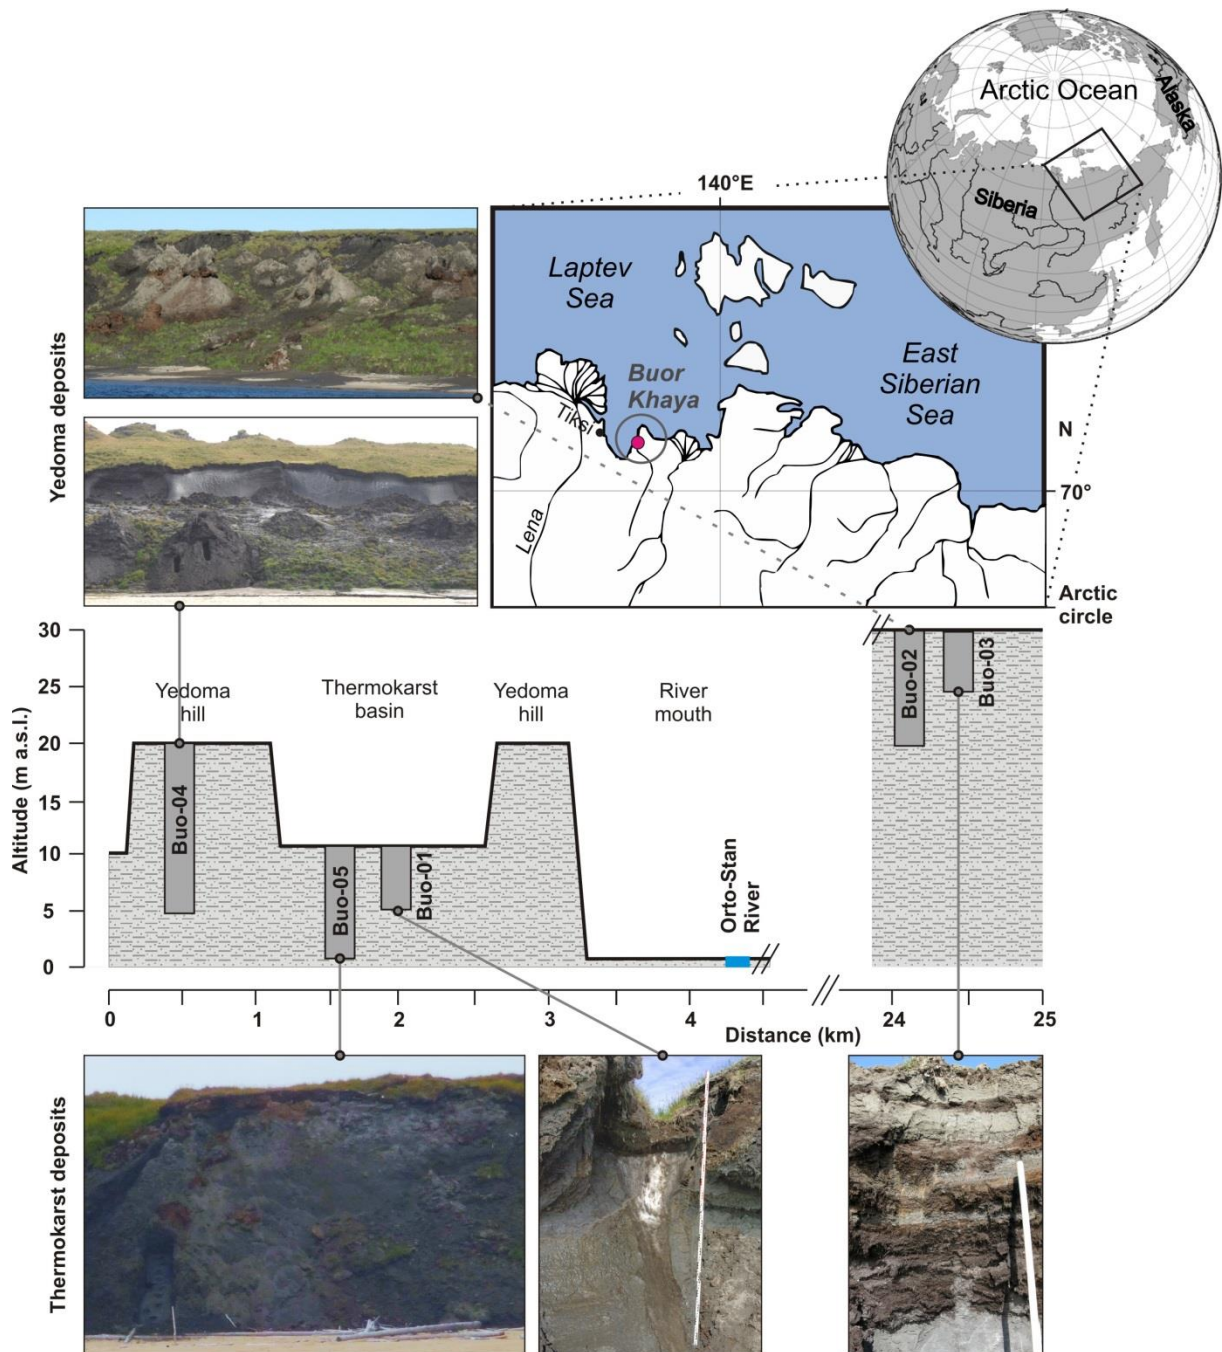 Arctic Ocean
Alaska
Siberia
140°E
Laptev
Sea
Buor
Khaya
East
Siberian
Sea
Tiksi
Lena
N
70°
Arctic
circle
Yedoma deposits
30
25
20
15
10
5
0
Altitude (m a.s.l.)
Yedoma
hill
Thermokarst
basin
Yedoma
hill
River
mouth
Buo-04
Buo-05
Buo-01
Orto-Stan
River
Buo-02
Buo-03
0 1 2 3 4 24 25
Distance (km)
Thermokarst deposits